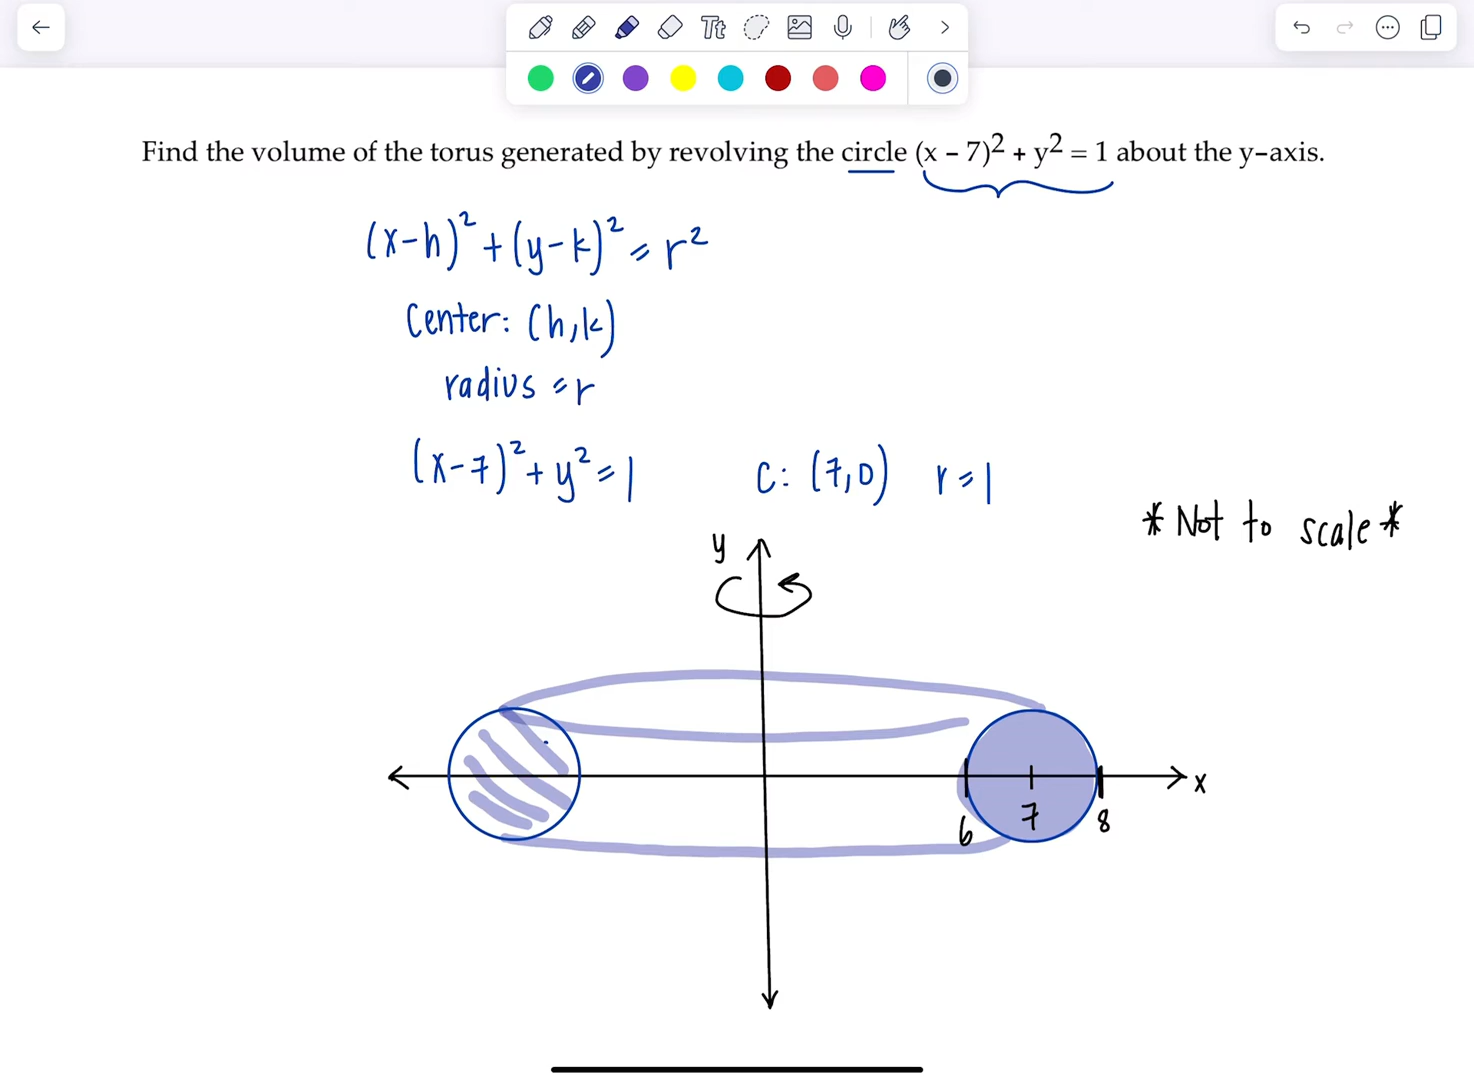 Tt
Find the volume of the torus generated by revolving the circle (x – 7)² + y² = 1 about the y-axis.
(x-h)² + (y-k)² = r²
Center: (h,k)
radius = r
(x-7)² + y² = 1 C: (7,0) r = 1
*Not to scale*
y
x
6 7 8